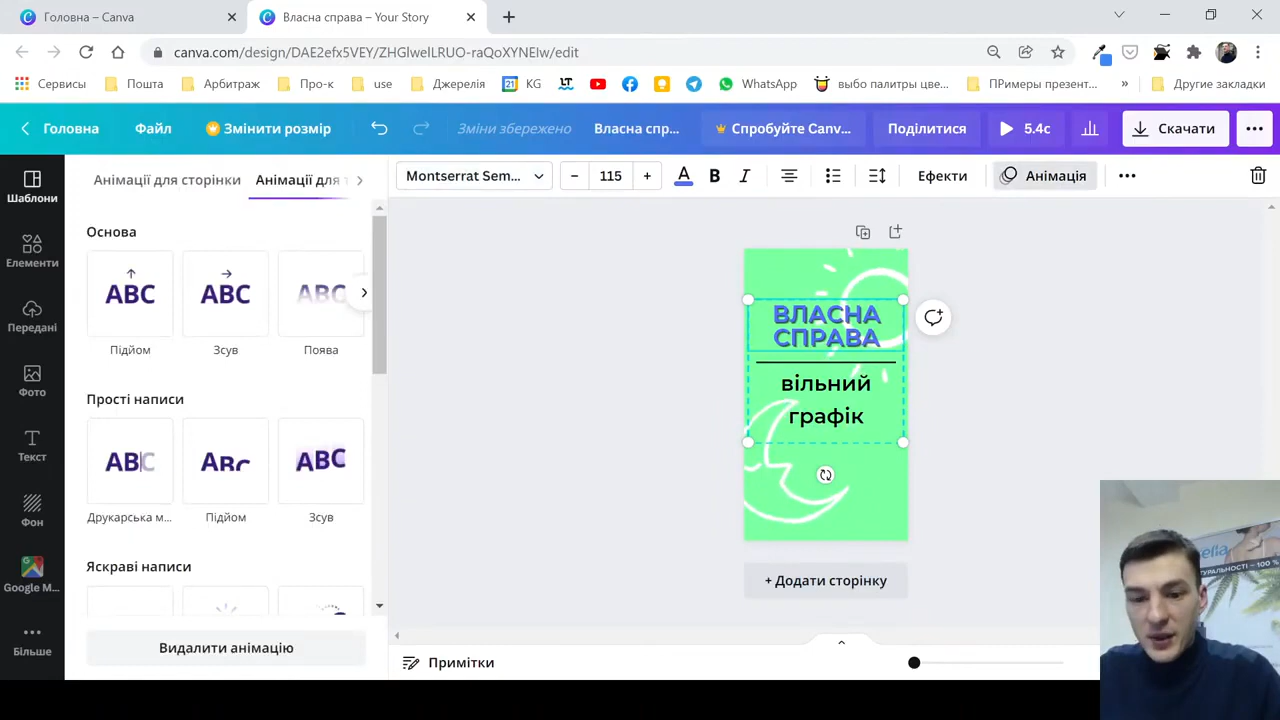 Головна – Canva
Власна справа – Your Story
canva.com/design/DAE2efx5VEY/ZHGlwelLRUO-raQoXYNEIw/edit
Сервисы
Пошта
Арбитраж
Про-к
use
Джерелія
KG
WhatsApp
выбо палитры цве...
ПРимеры презент...
»
Другие закладки
Головна
Файл
Змінити розмір
Зміни збережено
Власна спр...
Спробуйте Canv...
Поділитися
5.4с
Скачати
Шаблони
Елементи
Передані
Фото
Текст
Фон
Google M...
Більше
Анімації для сторінки
Анімації для т
Montserrat Sem...
– 115 +
A
B
I
Ефекти
Анімація
Основа
ABC
ABC
ABC
Підйом
Зсув
Поява
Прості написи
ABC
ABC
ABC
Друкарська м...
Підйом
Зсув
Яскраві написи
Видалити анімацію
ВЛАСНА
СПРАВА
вільний
графік
+ Додати сторінку
Примітки
УРАЛЬНОСТІ – 100 %